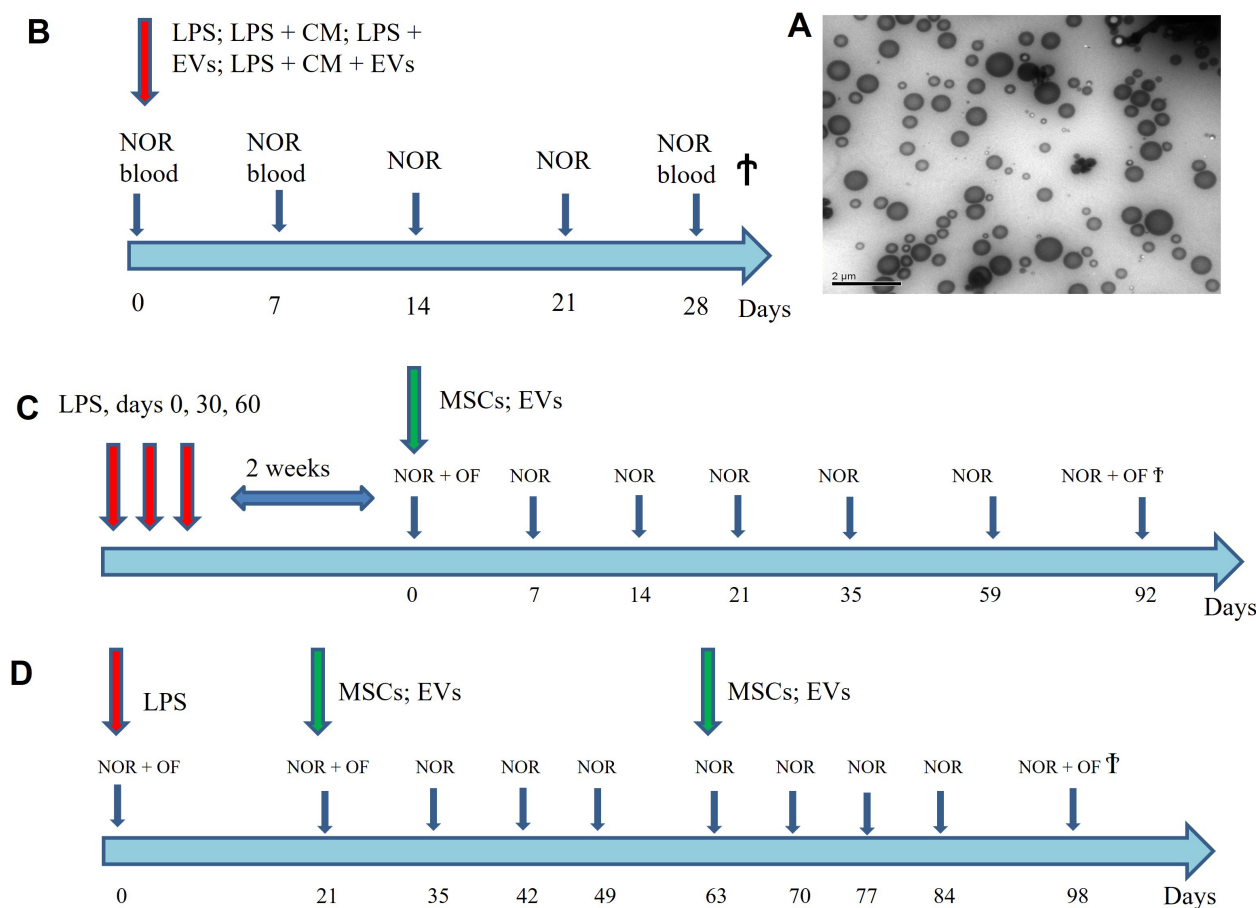 B
LPS; LPS + CM; LPS +
EVs; LPS + CM + EVs
NOR
blood
NOR
blood
NOR
NOR
NOR
blood
0
7
14
21
28
Days
A
2 µm
C
LPS, days 0, 30, 60
2 weeks
MSCs; EVs
NOR + OF
NOR
NOR
NOR
NOR
NOR
NOR + OF
0
7
14
21
35
59
92
Days
D
LPS
MSCs; EVs
MSCs; EVs
NOR + OF
NOR + OF
NOR
NOR
NOR
NOR
NOR
NOR
NOR
NOR + OF
0
21
35
42
49
63
70
77
84
98
Days